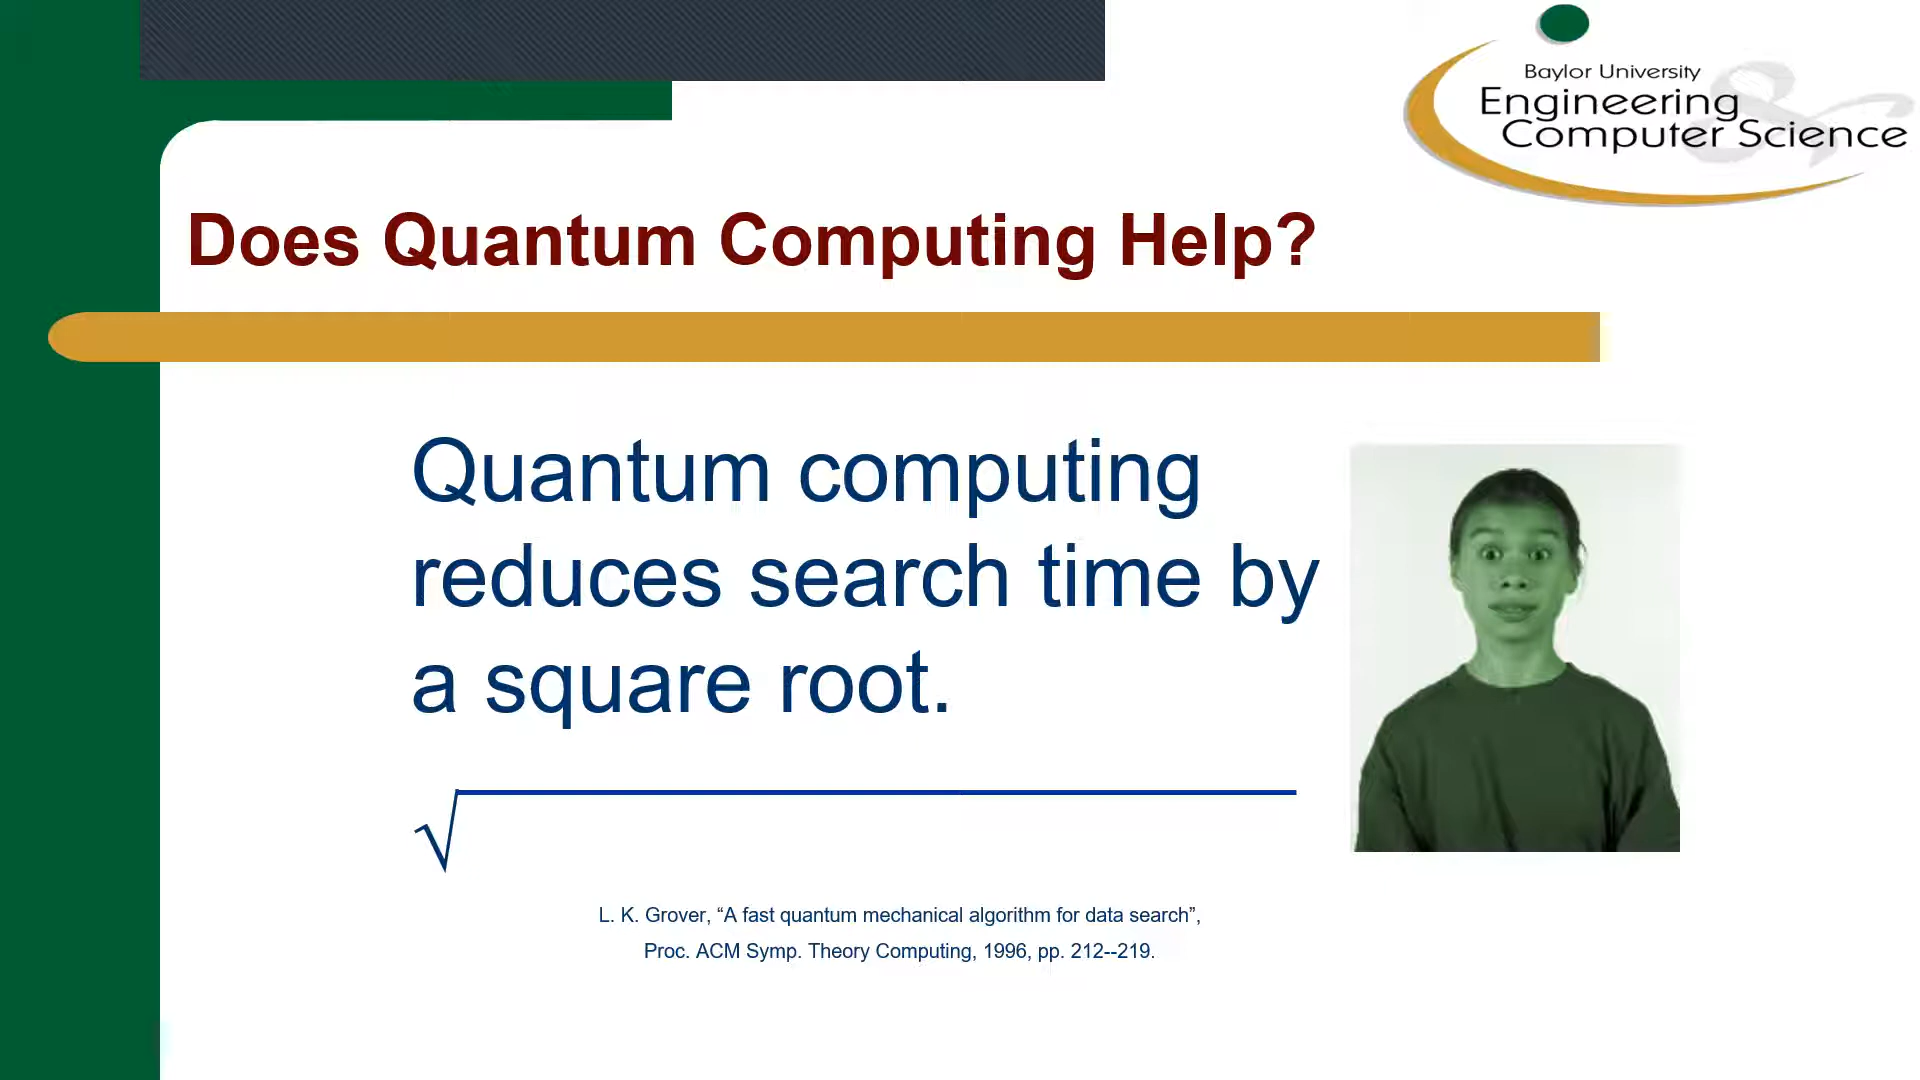 Baylor University
Engineering &
Computer Science
Does Quantum Computing Help?
Quantum computing
reduces search time by
a square root.
√
L. K. Grover, “A fast quantum mechanical algorithm for data search”,
Proc. ACM Symp. Theory Computing, 1996, pp. 212--219.